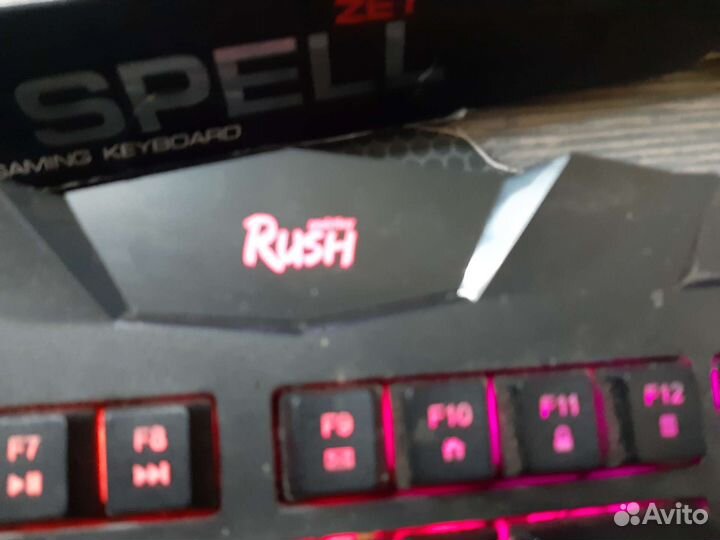 ZET
SPELL
GAMING KEYBOARD
RUSH
F7 F8 F9 F10 F11 F12
Avito